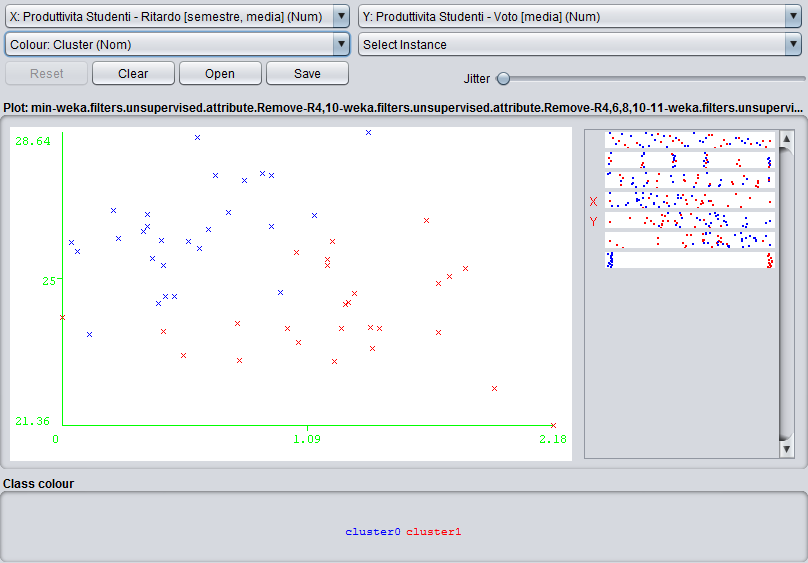 X: Produttivita Studenti - Ritardo [semestre, media] (Num)
Y: Produttivita Studenti - Voto [media] (Num)
Colour: Cluster (Nom)
Select Instance
Reset
Clear
Open
Save
Jitter
Plot: min-weka.filters.unsupervised.attribute.Remove-R4,10-weka.filters.unsupervised.attribute.Remove-R4,6,8,10-11-weka.filters.unsupervi...
28.64
25
21.36
0
1.09
2.18
X
Y
Class colour
cluster0 cluster1